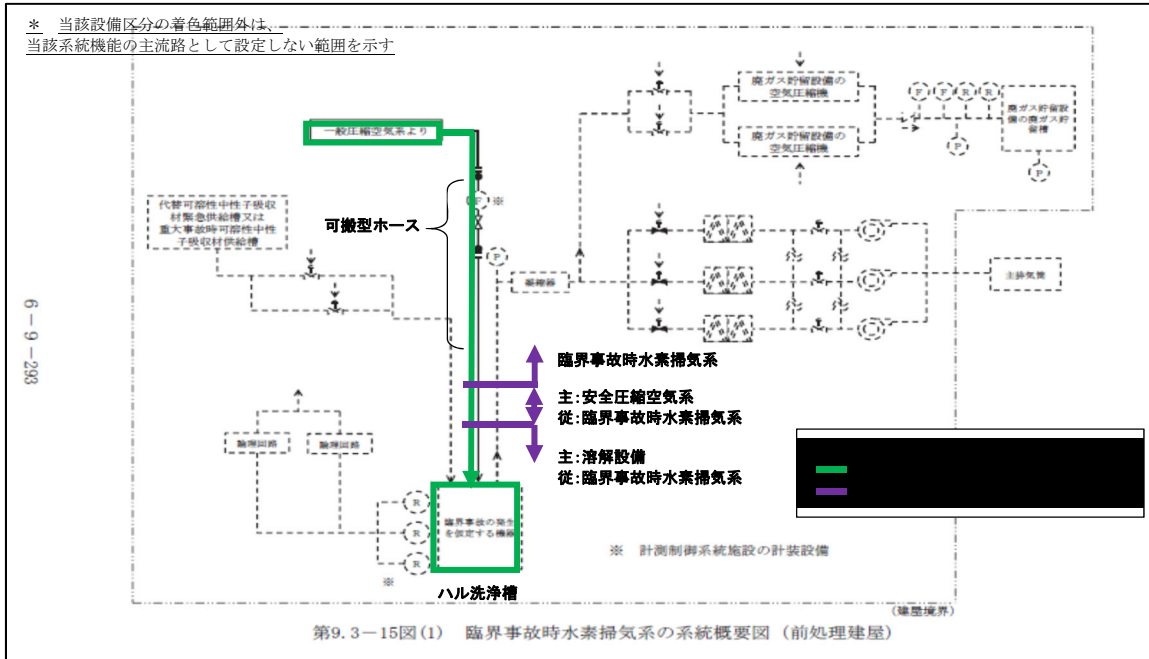 ＊ 当該設備区分の着色範囲外は、
当該系統機能の主流路として設定しない範囲を示す
一般圧縮空気系より
F
※
可搬型ホース
P
代替可溶性中性子吸収
材緊急供給槽又は
重大事故時可溶性中性
子吸収材供給槽
廃ガス貯留設備の
空気圧縮機
廃ガス貯留設備の
空気圧縮機
F F R R
P
廃ガス貯留設
備の廃ガス貯
留槽
P
凝縮器
主排気筒
臨界事故時水素掃気系
主：安全圧縮空気系
従：臨界事故時水素掃気系
主：溶解設備
従：臨界事故時水素掃気系
論理回路
論理回路
R
R
R
※
臨界事故の発生
を仮定する機器
ハル洗浄槽
※ 計測制御系統施設の計装設備
(建屋境界)
第9.3－15図(1) 臨界事故時水素掃気系の系統概要図（前処理建屋）
6－9－293